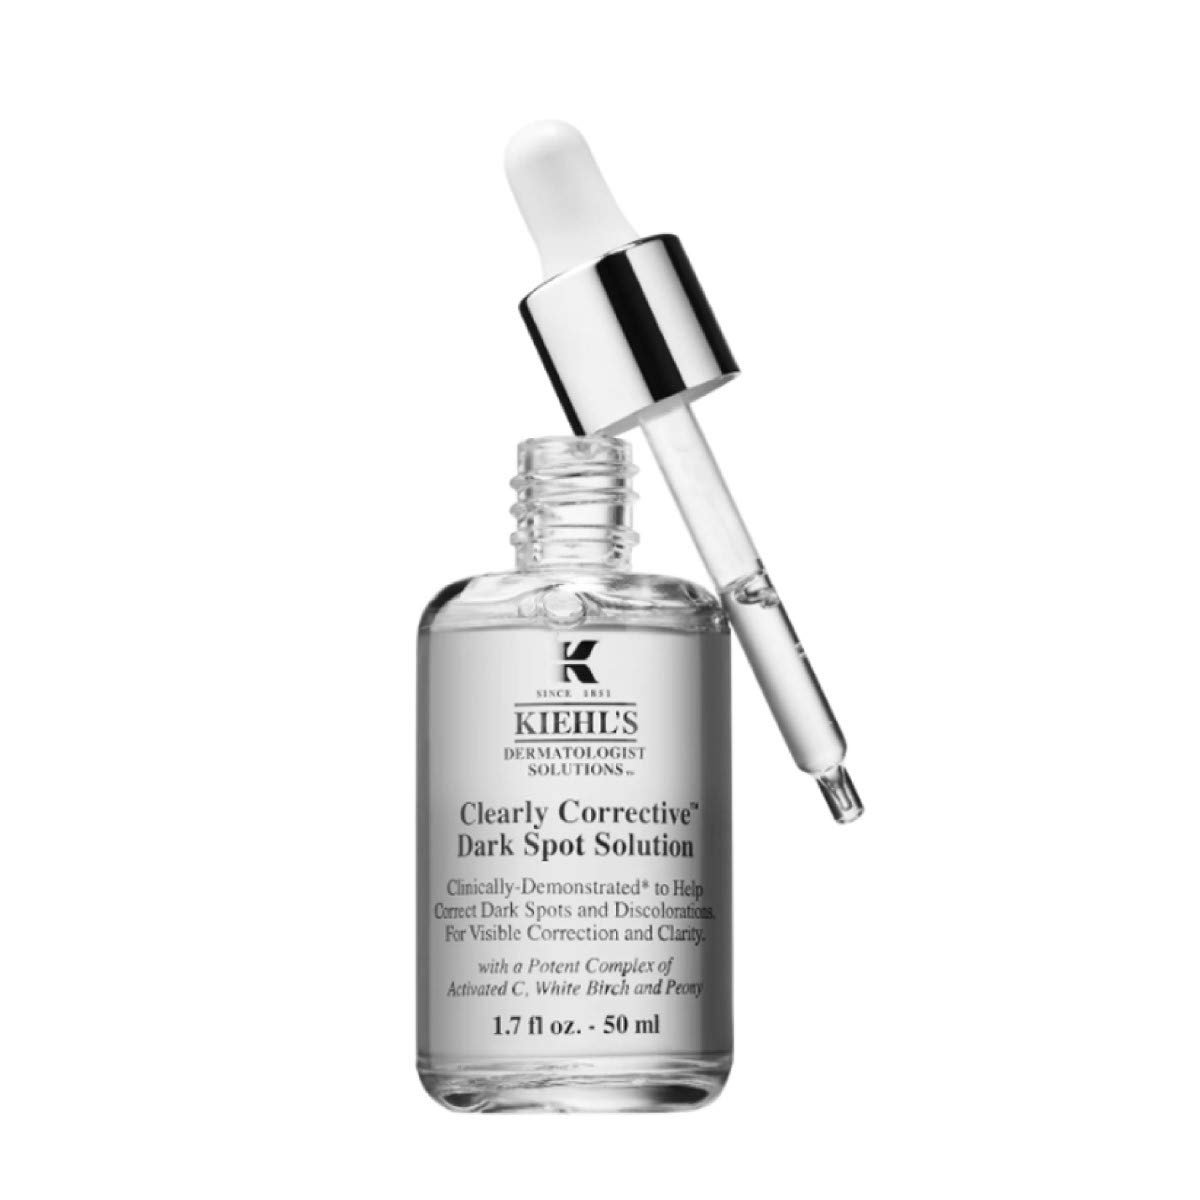 K
SINCE 1851
KIEHL'S
DERMATOLOGIST
SOLUTIONS™
Clearly Corrective™
Dark Spot Solution
Clinically-Demonstrated* to Help
Correct Dark Spots and Discolorations.
For Visible Correction and Clarity.
with a Potent Complex of
Activated C, White Birch and Peony
1.7 fl oz. - 50 ml